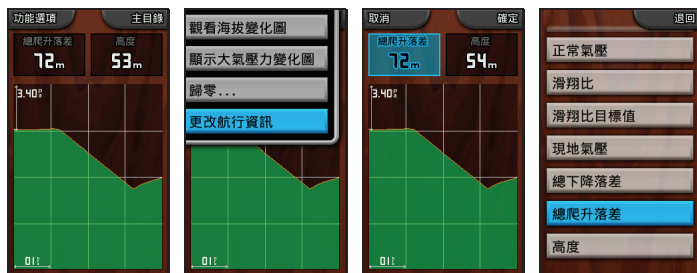 功能選項 主目錄
總爬升落差 高度
72m 53m
3.40
觀看海拔變化圖
顯示大氣壓力變化圖
歸零...
更改航行資訊
取消 確定
總爬升落差 高度
72m 54m
3.40
退回
正常氣壓
滑翔比
滑翔比目標值
現地氣壓
總下降落差
總爬升落差
高度